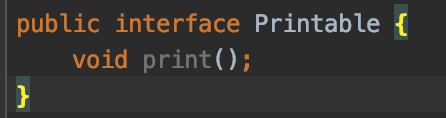 public interface Printable {
    void print();
}